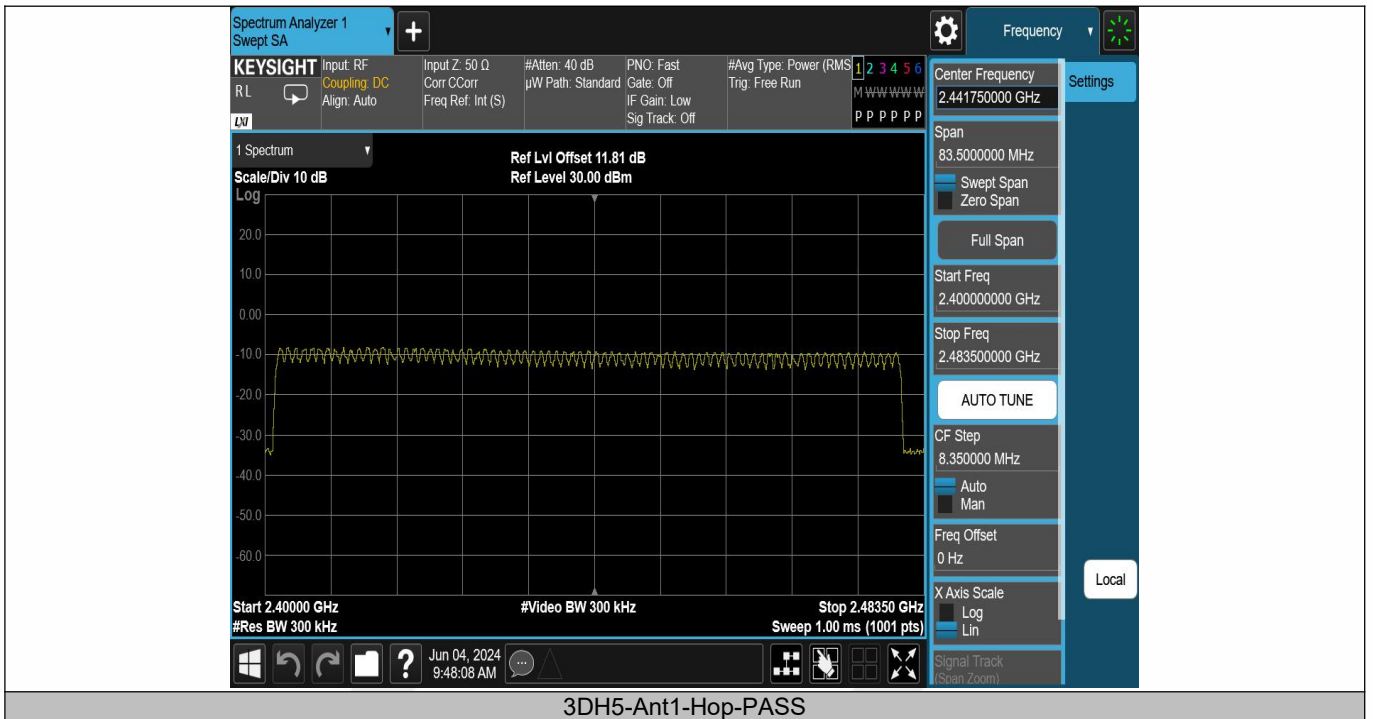 Spectrum Analyzer 1
Swept SA
+
Frequency
KEYSIGHT
RL
LXI
Input: RF
Coupling: DC
Align: Auto
Input Z: 50 Ω
Corr CCorr
Freq Ref: Int (S)
#Atten: 40 dB
µW Path: Standard
PNO: Fast
Gate: Off
IF Gain: Low
Sig Track: Off
#Avg Type: Power (RMS
Trig: Free Run
1 2 3 4 5 6
M W W W W W
P P P P P P
Center Frequency
2.441750000 GHz
Settings
Span
83.5000000 MHz
Swept Span
Zero Span
Full Span
Start Freq
2.400000000 GHz
Stop Freq
2.483500000 GHz
AUTO TUNE
CF Step
8.350000 MHz
Auto
Man
Freq Offset
0 Hz
X Axis Scale
Log
Lin
Signal Track
(Span Zoom)
Local
1 Spectrum
Scale/Div 10 dB
Ref Lvl Offset 11.81 dB
Ref Level 30.00 dBm
Log
20.0
10.0
0.00
-10.0
-20.0
-30.0
-40.0
-50.0
-60.0
Start 2.40000 GHz
#Video BW 300 kHz
Stop 2.48350 GHz
#Res BW 300 kHz
Sweep 1.00 ms (1001 pts)
?
Jun 04, 2024
9:48:08 AM
3DH5-Ant1-Hop-PASS